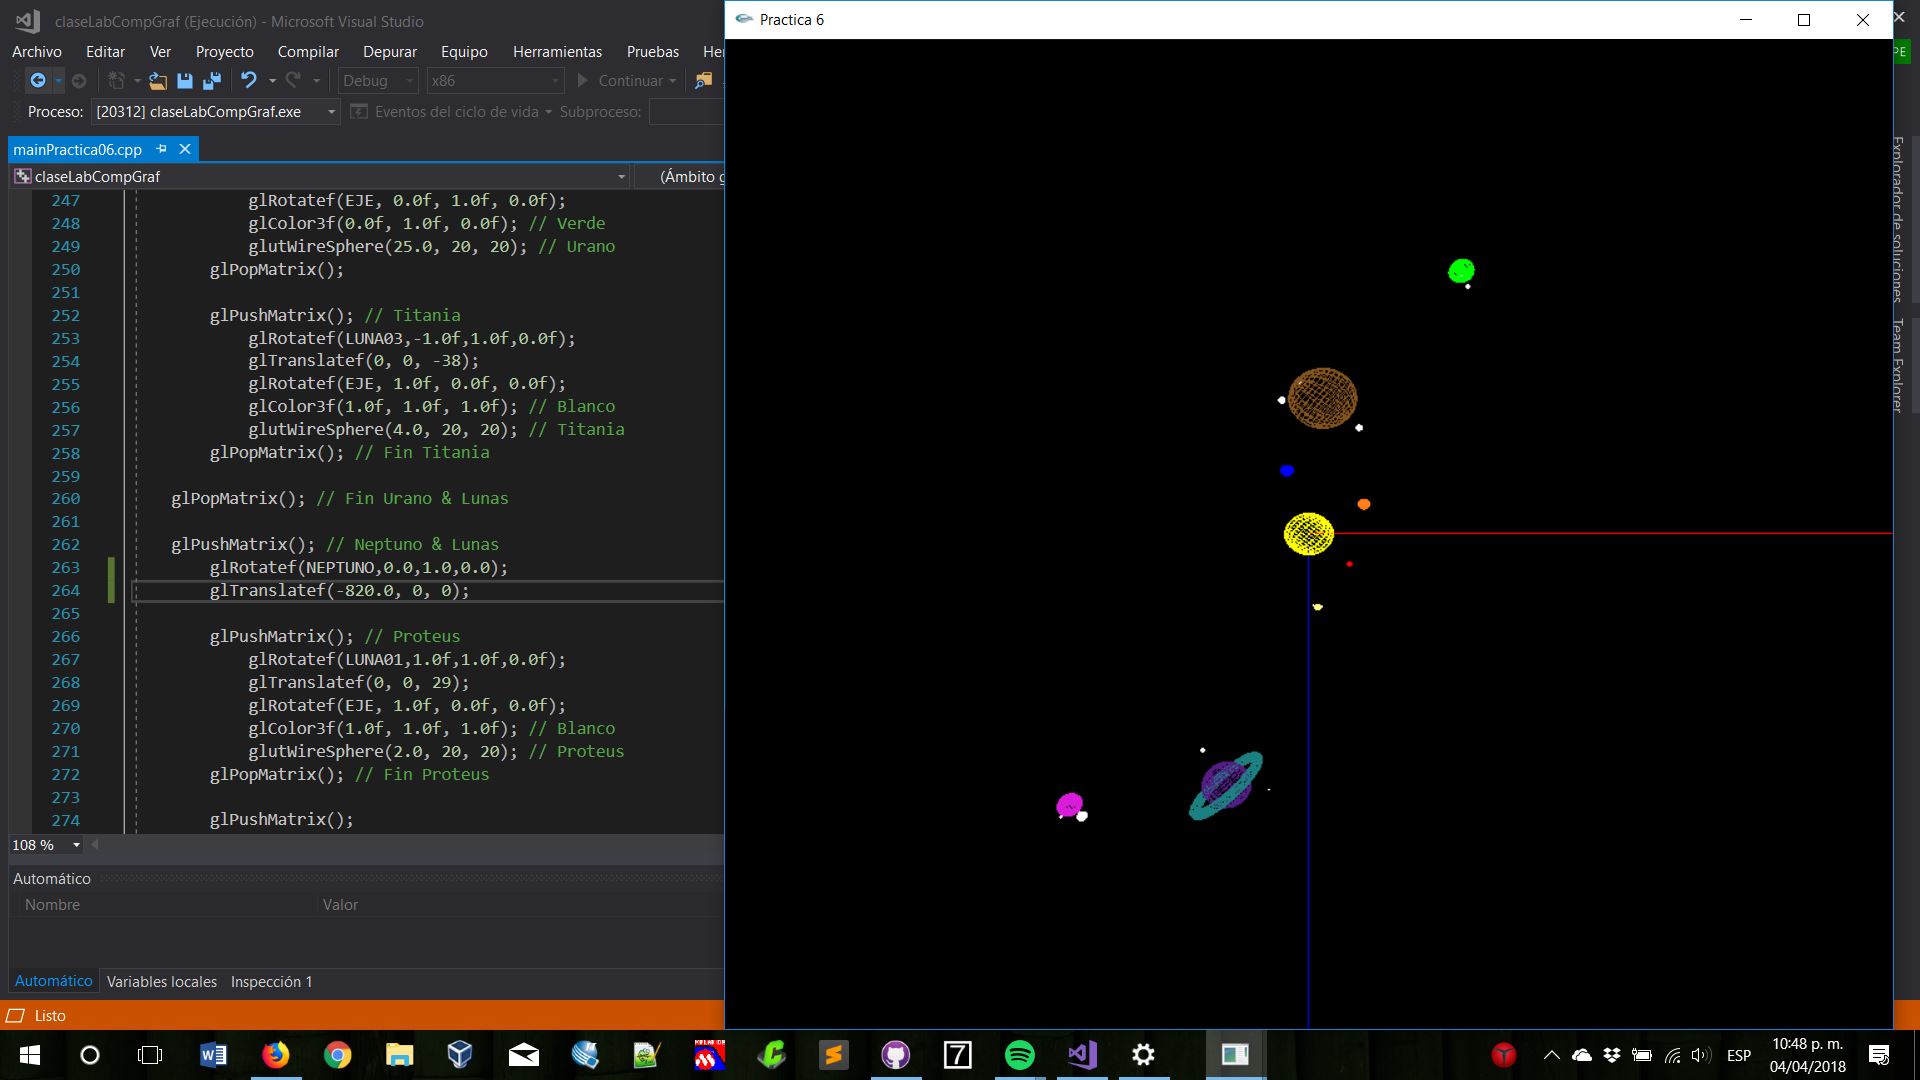 claseLabCompGraf (Ejecución) - Microsoft Visual Studio
Archivo Editar Ver Proyecto Compilar Depurar Equipo Herramientas Pruebas Her
Debug x86 Continuar
Proceso: [20312] claseLabCompGraf.exe Eventos del ciclo de vida Subproceso:
mainPractica06.cpp
claseLabCompGraf (Ámbito g
247 glRotatef(EJE, 0.0f, 1.0f, 0.0f);
248 glColor3f(0.0f, 1.0f, 0.0f); // Verde
249 glutWireSphere(25.0, 20, 20); // Urano
250 glPopMatrix();
251
252 glPushMatrix(); // Titania
253 glRotatef(LUNA03,-1.0f,1.0f,0.0f);
254 glTranslatef(0, 0, -38);
255 glRotatef(EJE, 1.0f, 0.0f, 0.0f);
256 glColor3f(1.0f, 1.0f, 1.0f); // Blanco
257 glutWireSphere(4.0, 20, 20); // Titania
258 glPopMatrix(); // Fin Titania
259
260 glPopMatrix(); // Fin Urano & Lunas
261
262 glPushMatrix(); // Neptuno & Lunas
263 glRotatef(NEPTUNO,0.0,1.0,0.0);
264 glTranslatef(-820.0, 0, 0);
265
266 glPushMatrix(); // Proteus
267 glRotatef(LUNA01,1.0f,1.0f,0.0f);
268 glTranslatef(0, 0, 29);
269 glRotatef(EJE, 1.0f, 0.0f, 0.0f);
270 glColor3f(1.0f, 1.0f, 1.0f); // Blanco
271 glutWireSphere(2.0, 20, 20); // Proteus
272 glPopMatrix(); // Fin Proteus
273
274 glPushMatrix();
108 %
Automático
Nombre Valor
Automático Variables locales Inspección 1
Listo
Practica 6
PE
Explorador de soluciones
Team Explorer
ESP
10:48 p. m.
04/04/2018